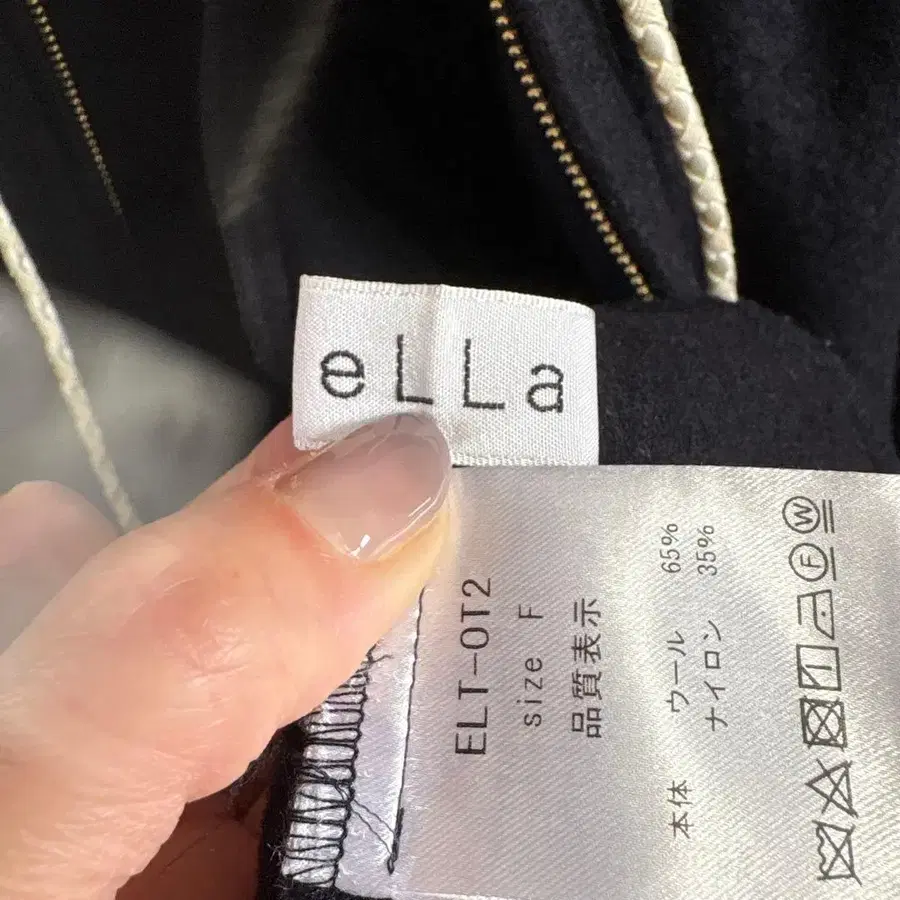 eLLa
ELT-OT2
size F
品質表示
本体 ウール 65%
ナイロン 35%
F W